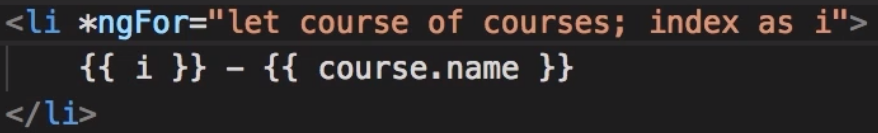 <li *ngFor="let course of courses; index as i">
{{ i }} - {{ course.name }}
</li>